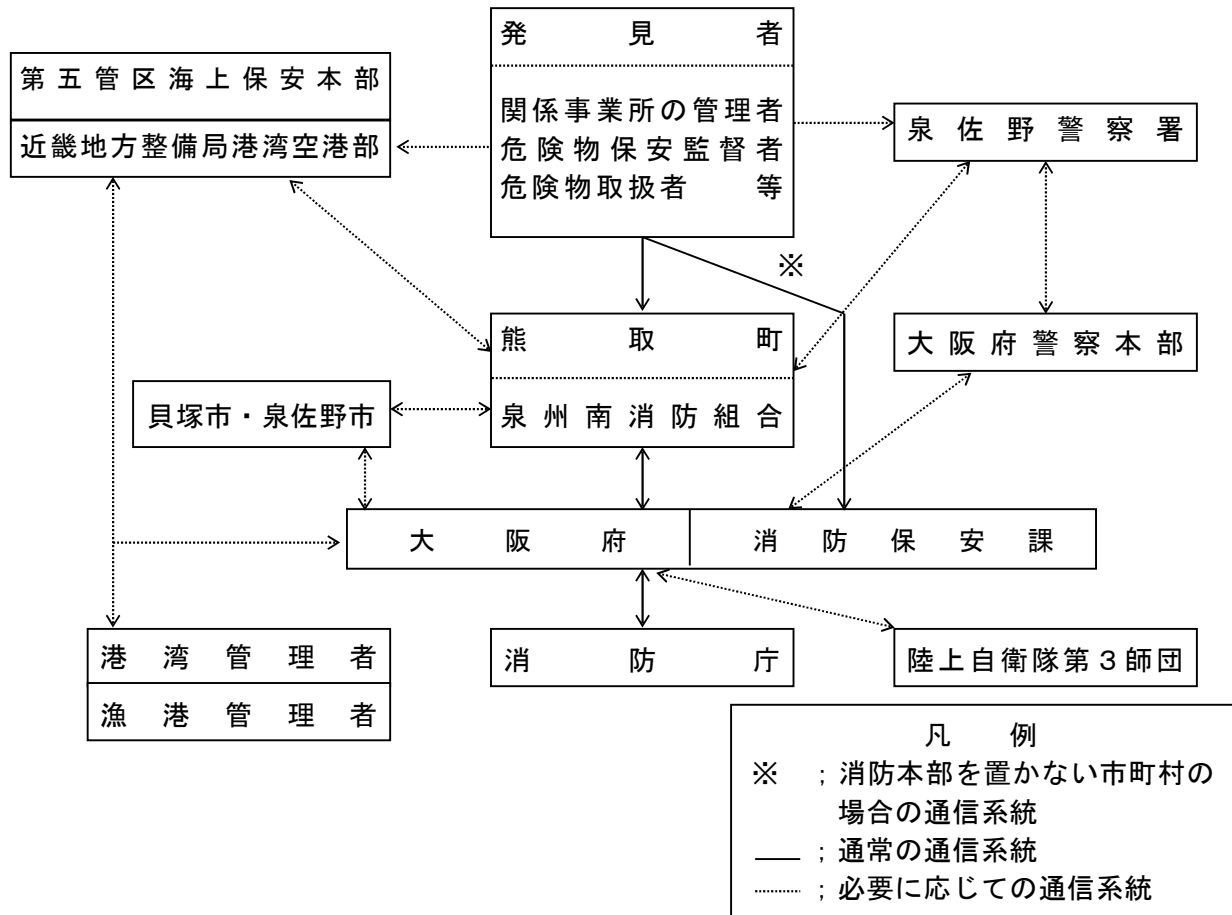 発見者
関係事業所の管理者
危険物保安監督者
危険物取扱者 等
第五管区海上保安本部
近畿地方整備局港湾空港部
泉佐野警察署
※
熊取町
泉州南消防組合
大阪府警察本部
貝塚市・泉佐野市
大阪府
消防保安課
港湾管理者
漁港管理者
消防庁
陸上自衛隊第３師団
凡 例
※ ；消防本部を置かない市町村の
場合の通信系統
；通常の通信系統
；必要に応じての通信系統